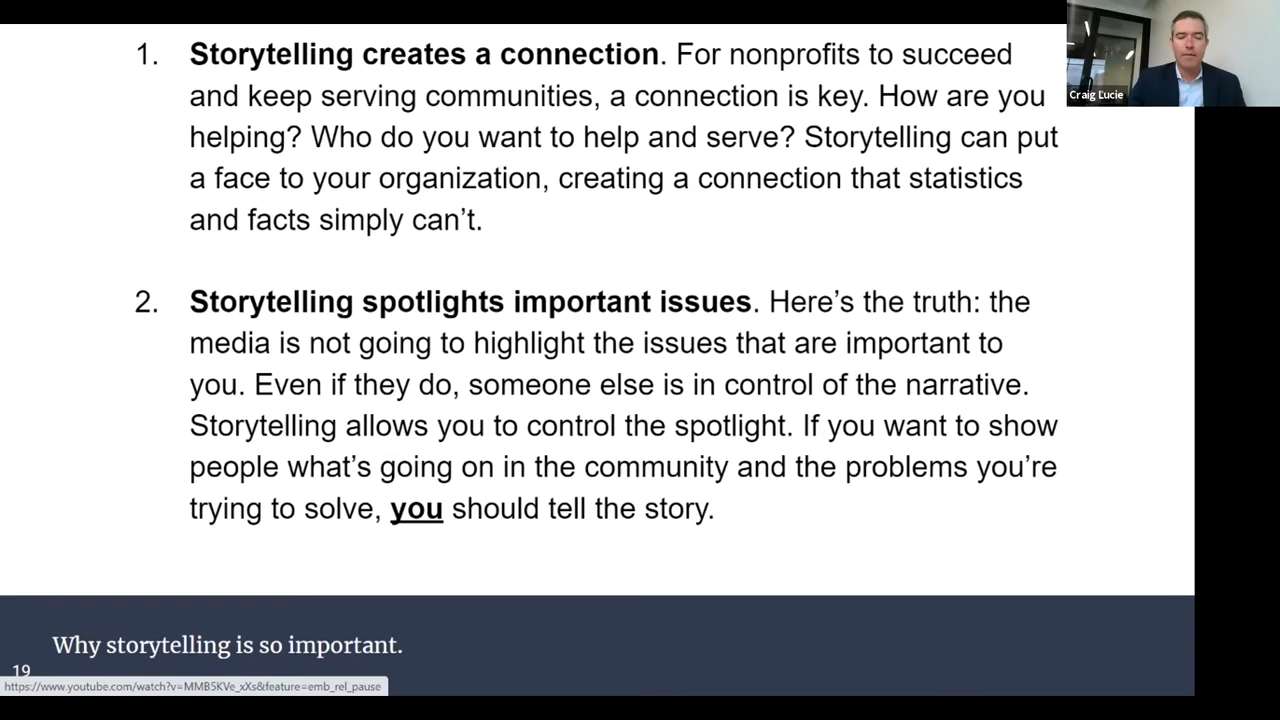 1. Storytelling creates a connection. For nonprofits to succeed
and keep serving communities, a connection is key. How are you
helping? Who do you want to help and serve? Storytelling can put
a face to your organization, creating a connection that statistics
and facts simply can’t.
2. Storytelling spotlights important issues. Here’s the truth: the
media is not going to highlight the issues that are important to
you. Even if they do, someone else is in control of the narrative.
Storytelling allows you to control the spotlight. If you want to show
people what’s going on in the community and the problems you’re
trying to solve, you should tell the story.
Craig Lucie
Why storytelling is so important.
19
https://www.youtube.com/watch?v=MMB5KVe_xXs&feature=emb_rel_pause